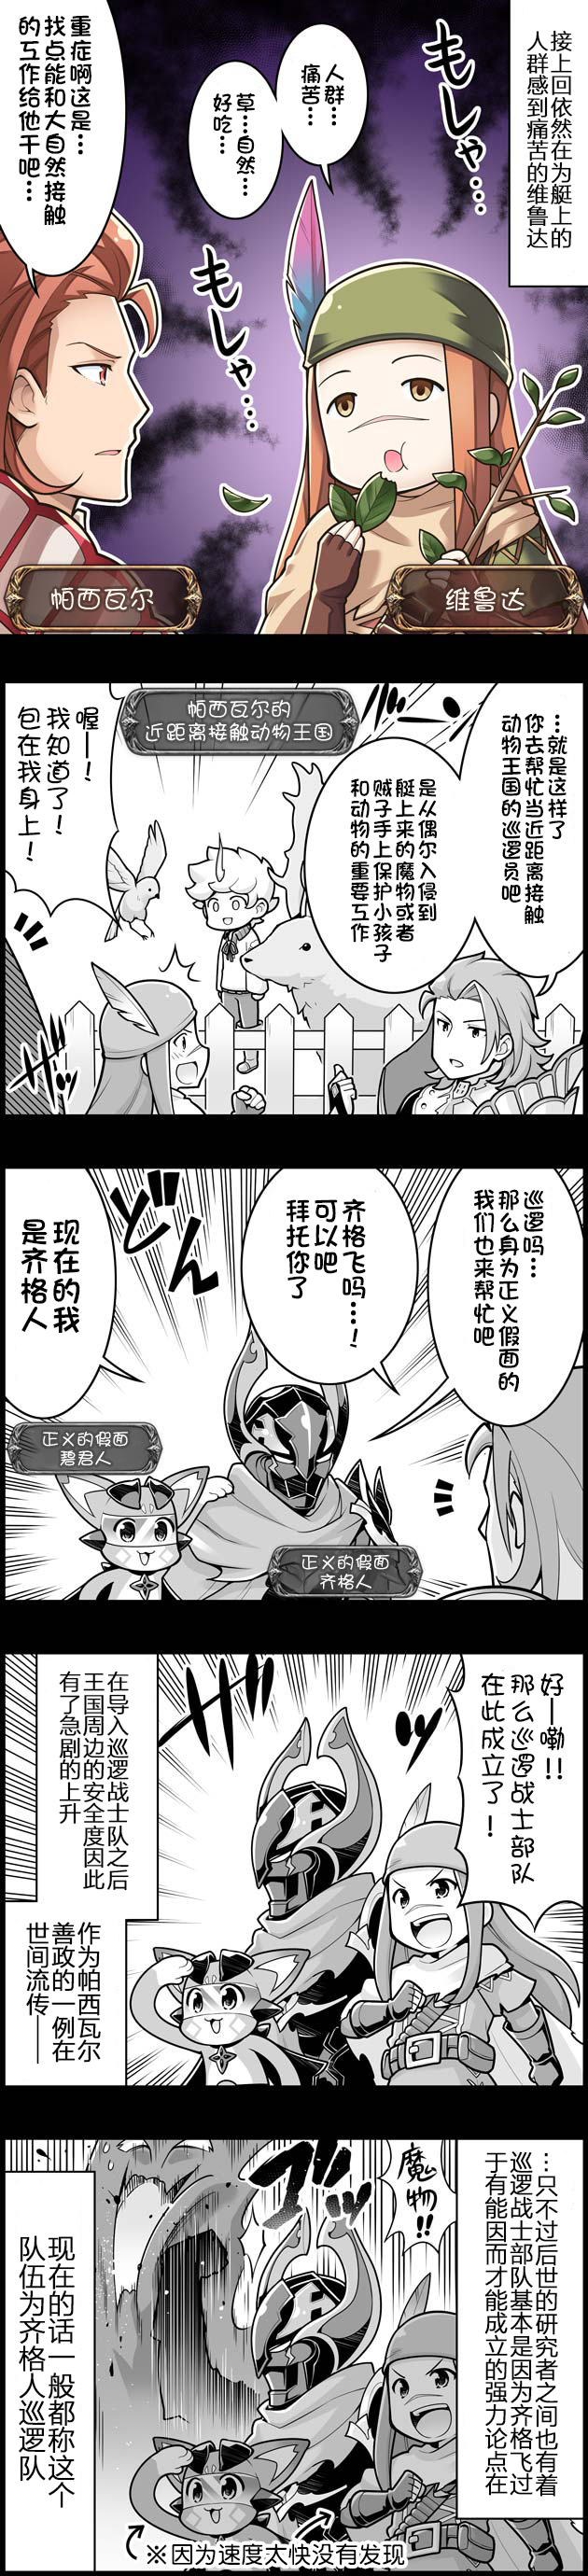 接上回依然在为艇上的
人群感到痛苦的维鲁达
もしゃ…
人群…
痛苦…
草…自然…
好吃…
もしゃ…
重症啊这是…
找点能和大自然接触
的互作给他干吧…
帕西瓦尔
维鲁达
…就是这样了
你去帮忙当近距离接触
动物王国的巡逻员吧
是从偶尔入侵到
艇上来的魔物或者
贼子手上保护小孩子
和动物的重要互作
帕西瓦尔的
近距离接触动物王国
喔ー！
我知道了！
包在我身上！
巡逻吗…
那么身为正义假面的
我们也来帮忙吧
齐格飞吗…！
可以吧
拜托你了
どん
现在的我
是齐格人
正义的假面
碧君人
正义的假面
齐格人
好ー嘞!!
那么巡逻战士部队
在此成立了！
在导入巡逻战士队之后
王国周边的安全度因此
有了急剧的上升
作为帕西瓦尔
善政的一例在
世间流传——
…只不过后世的研究者之间也有着
巡逻战士部队基本是因为齐格飞过
于有能因而才能成立的强力论点在
魔物!!
ズブッ
现在的话一般都称这个
队伍为齐格人巡逻队
※因为速度太快没有发现